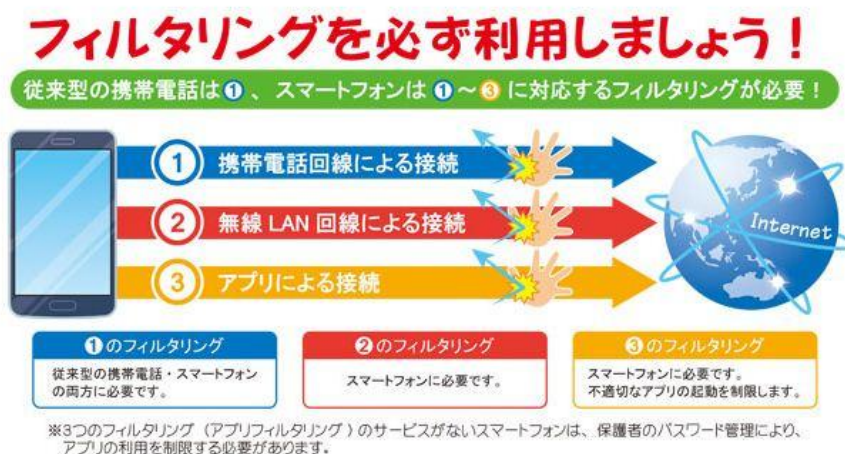 フィルタリングを必ず利用しましょう！
従来型の携帯電話は❶、スマートフォンは❶～❸に対応するフィルタリングが必要！
① 携帯電話回線による接続
② 無線LAN回線による接続
③ アプリによる接続
Internet
❶のフィルタリング
従来型の携帯電話・スマートフォン
の両方に必要です。
❷のフィルタリング
スマートフォンに必要です。
❸のフィルタリング
スマートフォンに必要です。
不適切なアプリの起動を制限します。
※3つのフィルタリング（アプリフィルタリング）のサービスがないスマートフォンは、保護者のパスワード管理により、
アプリの利用を制限する必要があります。